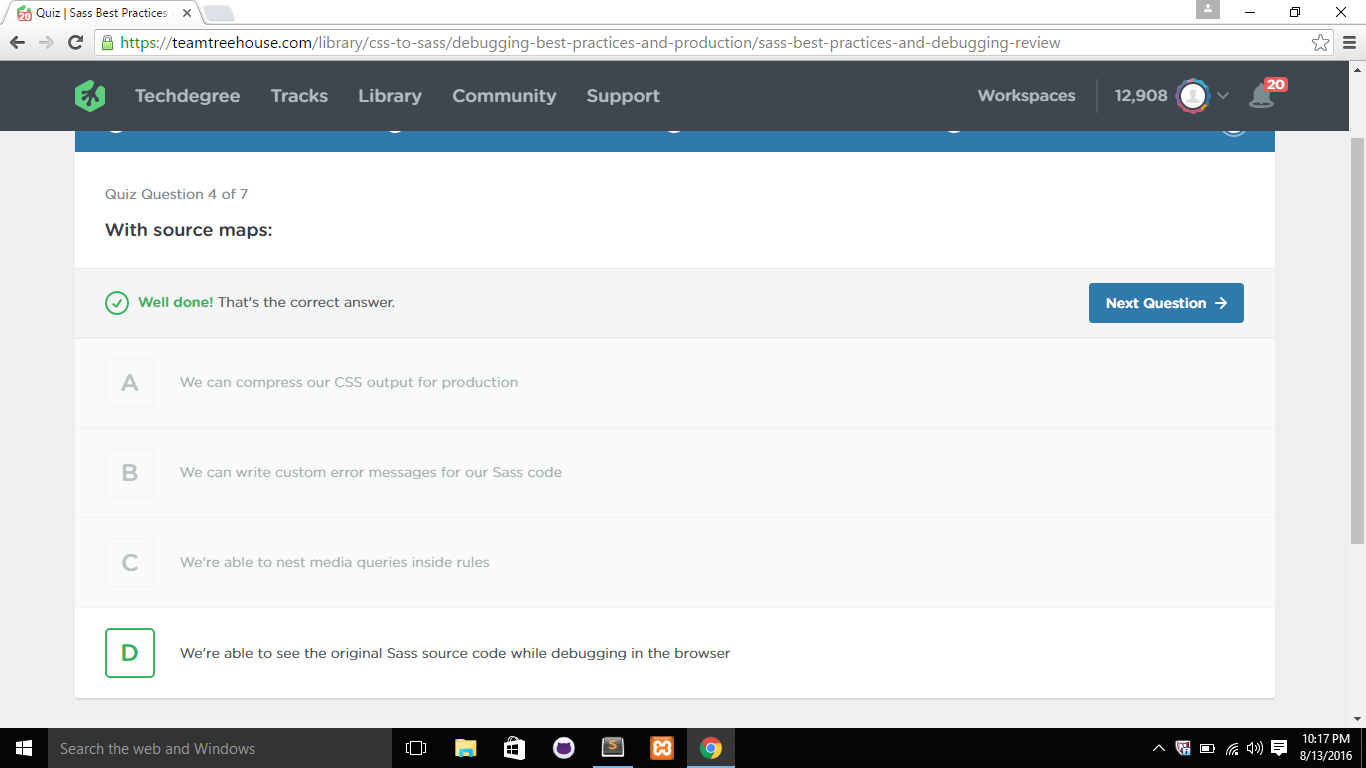 20
Quiz | Sass Best Practices
https://teamtreehouse.com/library/css-to-sass/debugging-best-practices-and-production/sass-best-practices-and-debugging-review
Techdegree Tracks Library Community Support Workspaces 12,908 20
Quiz Question 4 of 7
With source maps:
Well done! That's the correct answer.
Next Question →
A We can compress our CSS output for production
B We can write custom error messages for our Sass code
C We're able to nest media queries inside rules
D We're able to see the original Sass source code while debugging in the browser
Search the web and Windows
10:17 PM
8/13/2016